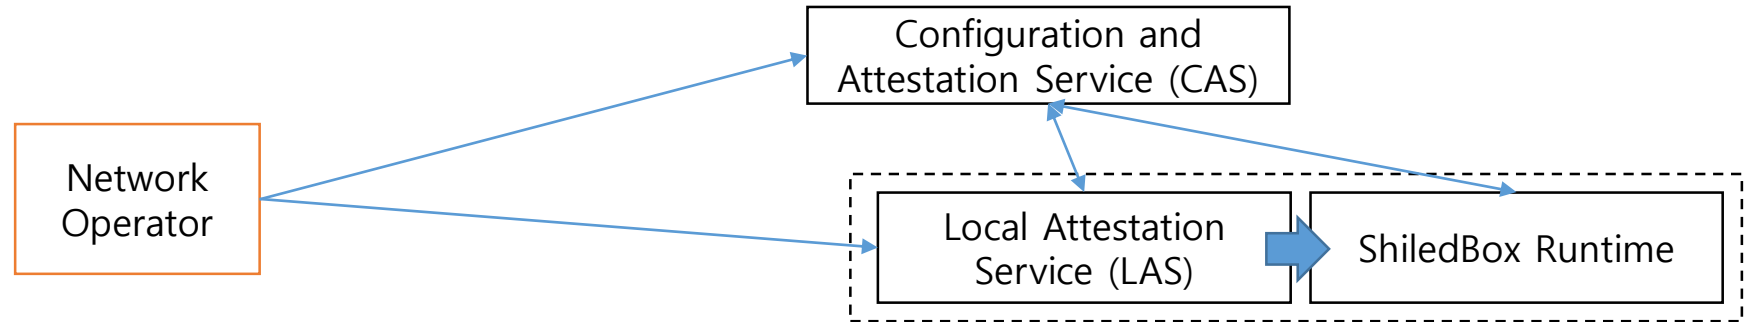 Configuration and
Attestation Service (CAS)
Network
Operator
Local Attestation
Service (LAS)
ShiledBox Runtime